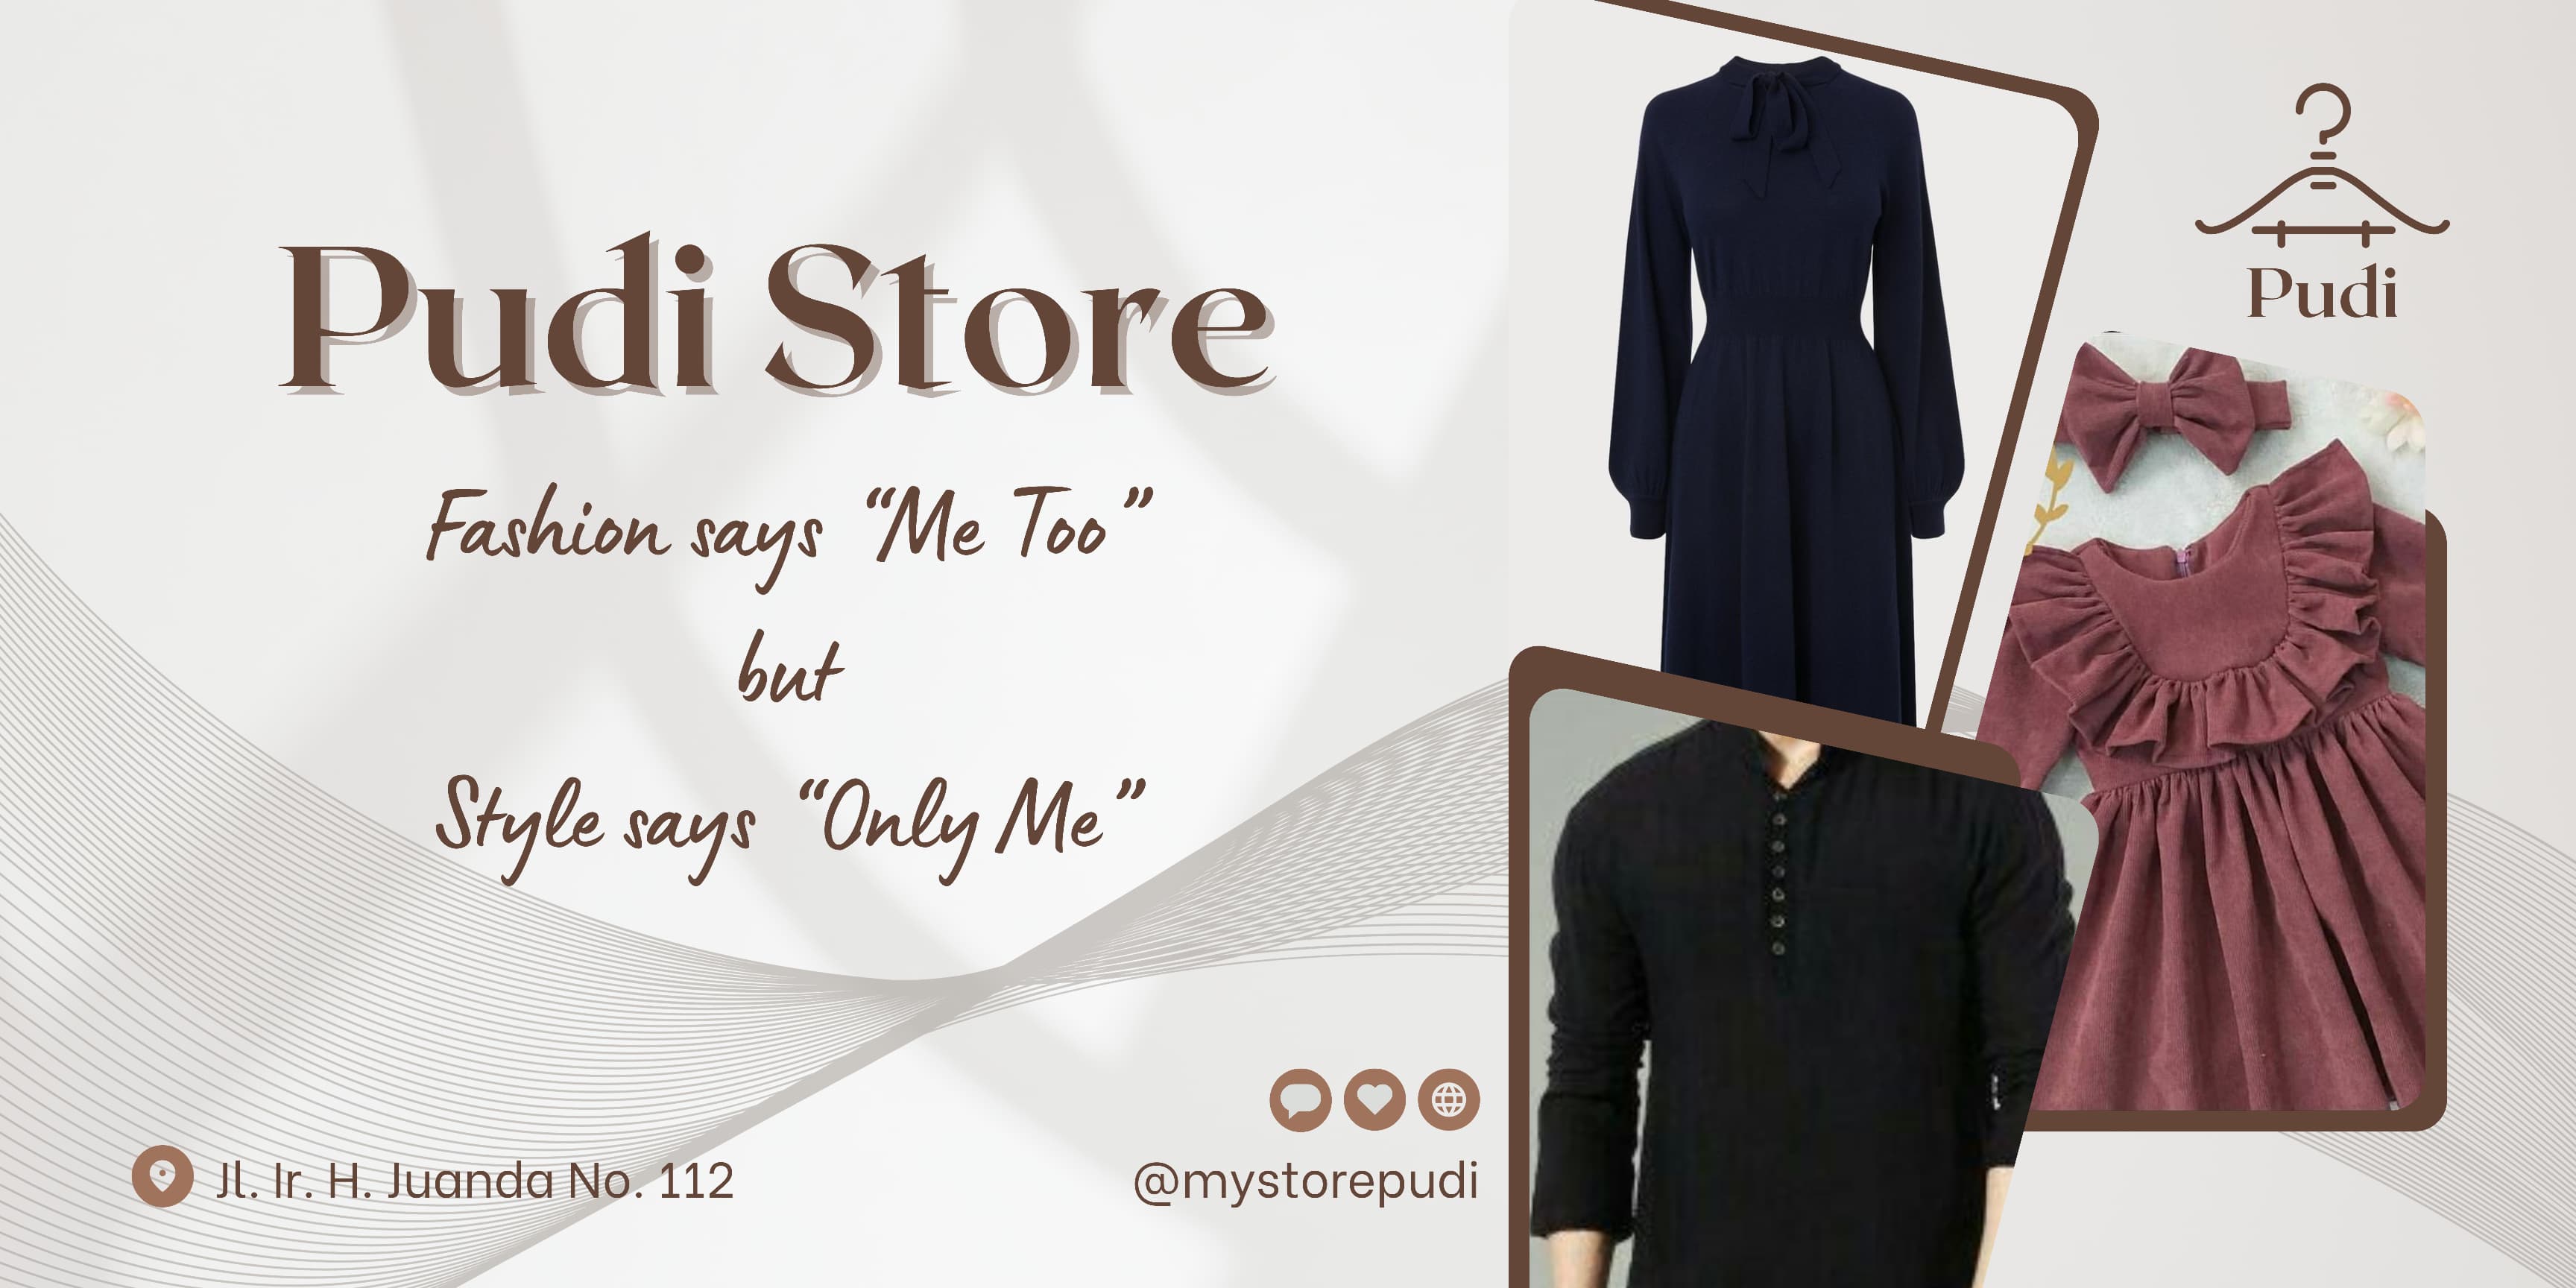 Pudi Store
Fashion says “Me Too”
but
Style says “Only Me”
Jl. Ir. H. Juanda No. 112
@mystorepudi
Pudi